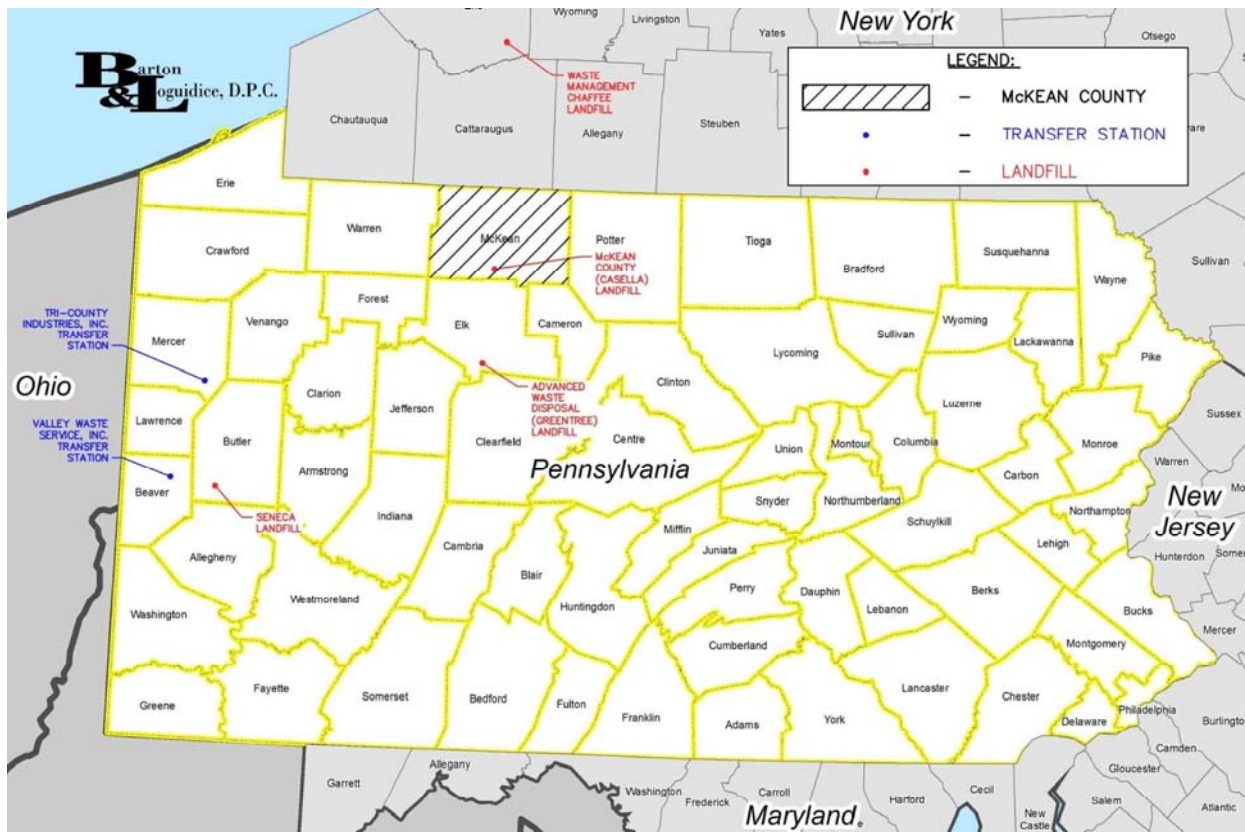 Wyoming
Livingston
Yates
New York
Otsego
Barton
& Loguidice, D.P.C.
WASTE
MANAGEMENT
CHAFFEE
LANDFILL
LEGEND:
– McKEAN COUNTY
– TRANSFER STATION
– LANDFILL
Chautauqua
Cattaraugus
Allegany
Steuben
Erie
Warren
McKean
Potter
Tioga
Bradford
Susquehanna
Wayne
Sullivan
Crawford
McKEAN
COUNTY
(CASELLA)
LANDFILL
Forest
Venango
Elk
Cameron
Lycoming
Sullivan
Wyoming
Lackawanna
Pike
TRI-COUNTY
INDUSTRIES, INC.
TRANSFER
STATION
Mercer
Ohio
Clarion
Jefferson
ADVANCED
WASTE
DISPOSAL
(GREENTREE)
LANDFILL
Clinton
Luzerne
Sussex
VALLEY WASTE
SERVICE, INC.
TRANSFER
STATION
Lawrence
Butler
Armstrong
Clearfield
Centre
Pennsylvania
Union
Montour
Columbia
Monroe
Carbon
Warren
Beaver
SENECA
LANDFILL
Indiana
Snyder
Northumberland
Schuylkill
Northampton
New
Jersey
Allegheny
Cambria
Mifflin
Juniata
Lehigh
Hunterdon
Blair
Huntingdon
Perry
Dauphin
Lebanon
Berks
Bucks
Washington
Westmoreland
Cumberland
Montgomery
Mercer
Greene
Fayette
Somerset
Bedford
Fulton
Franklin
Adams
York
Lancaster
Chester
Delaware
Philadelphia
Burlington
Camden
Gloucester
Garrett
Allegany
Washington
Frederick
Carroll
Harford
Cecil
New
Castle
Salem
Atlantic
Maryland